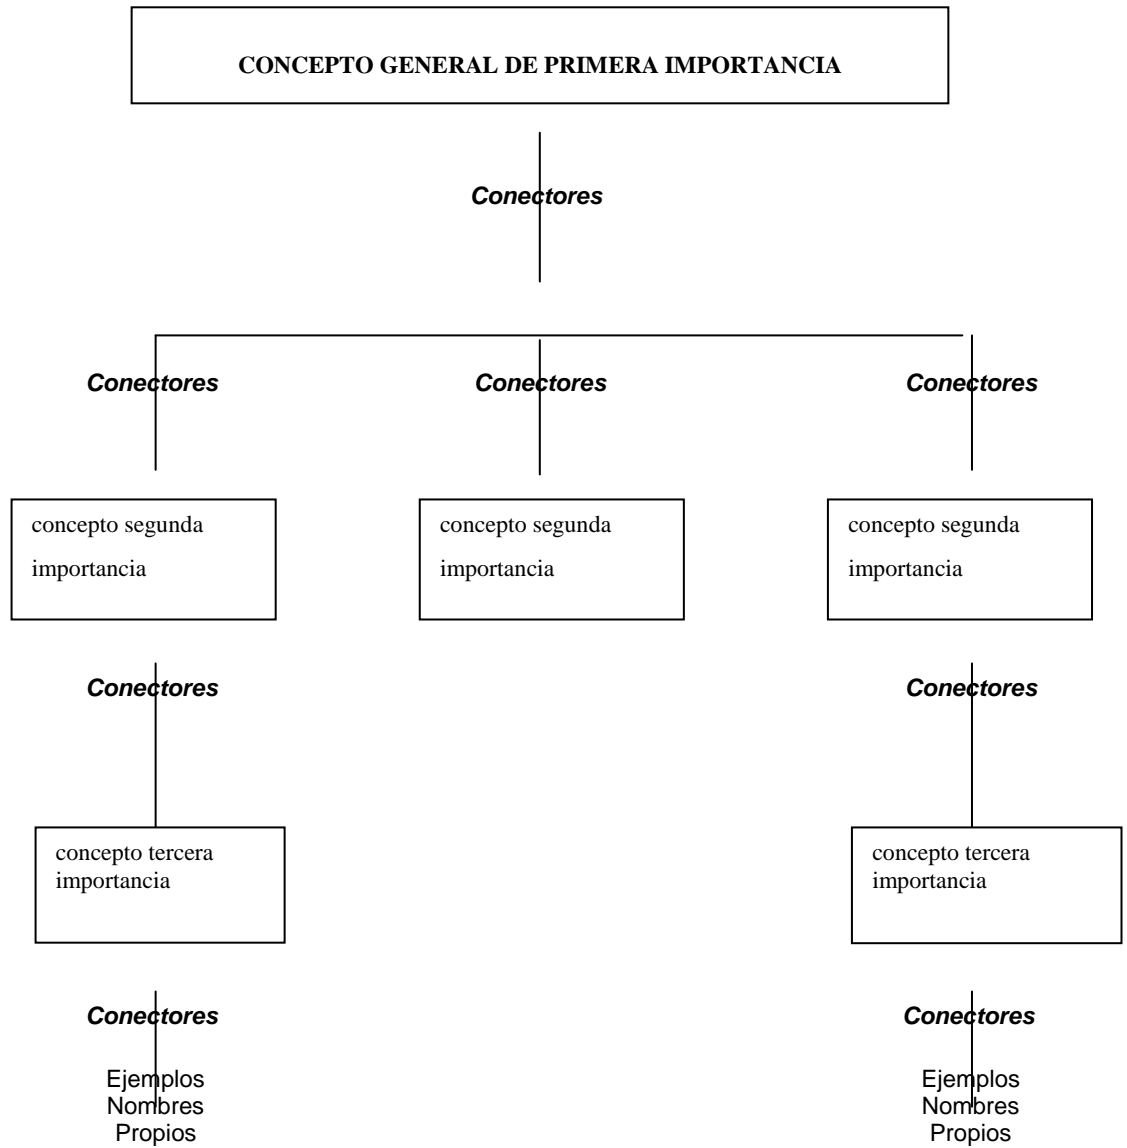 CONCEPTO GENERAL DE PRIMERA IMPORTANCIA
Conectores
Conectores
Conectores
Conectores
concepto segunda
importancia
concepto segunda
importancia
concepto segunda
importancia
Conectores
Conectores
concepto tercera
importancia
concepto tercera
importancia
Conectores
Conectores
Ejemplos
Nombres
Propios
Ejemplos
Nombres
Propios